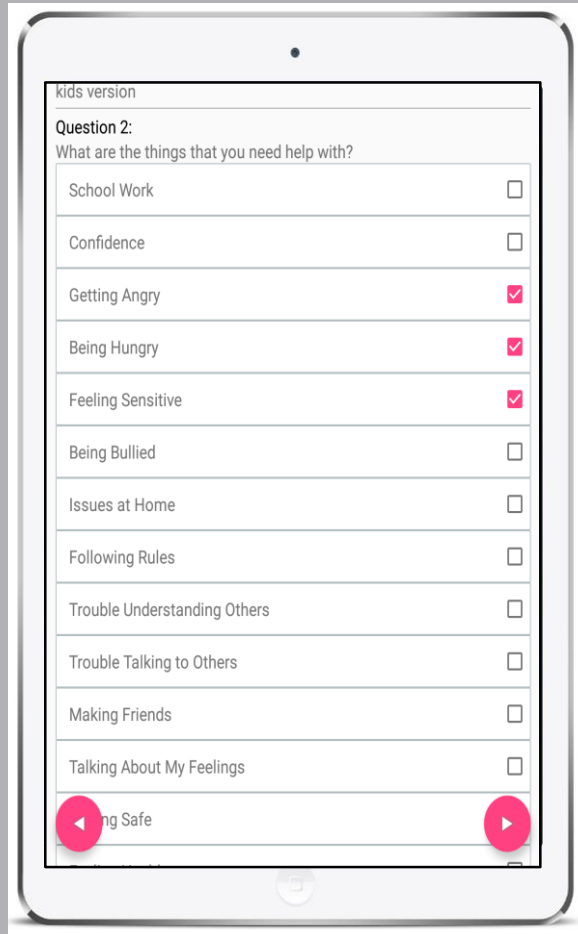 kids version
Question 2:
What are the things that you need help with?
School Work
Confidence
Getting Angry
Being Hungry
Feeling Sensitive
Being Bullied
Issues at Home
Following Rules
Trouble Understanding Others
Trouble Talking to Others
Making Friends
Talking About My Feelings
Safe